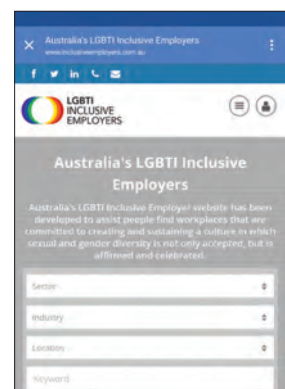 Australia's LGBTI Inclusive Employers
www.inclusiveemployers.com.au
LGBTI
INCLUSIVE
EMPLOYERS
Australia's LGBTI Inclusive
Employers
Australia's LGBTI Inclusive Employer website has been
developed to assist people find workplaces that are
committed to creating and sustaining a culture in which
sexual and gender diversity is not only accepted, but is
affirmed and celebrated.
Sector
Industry
Location
Keyword